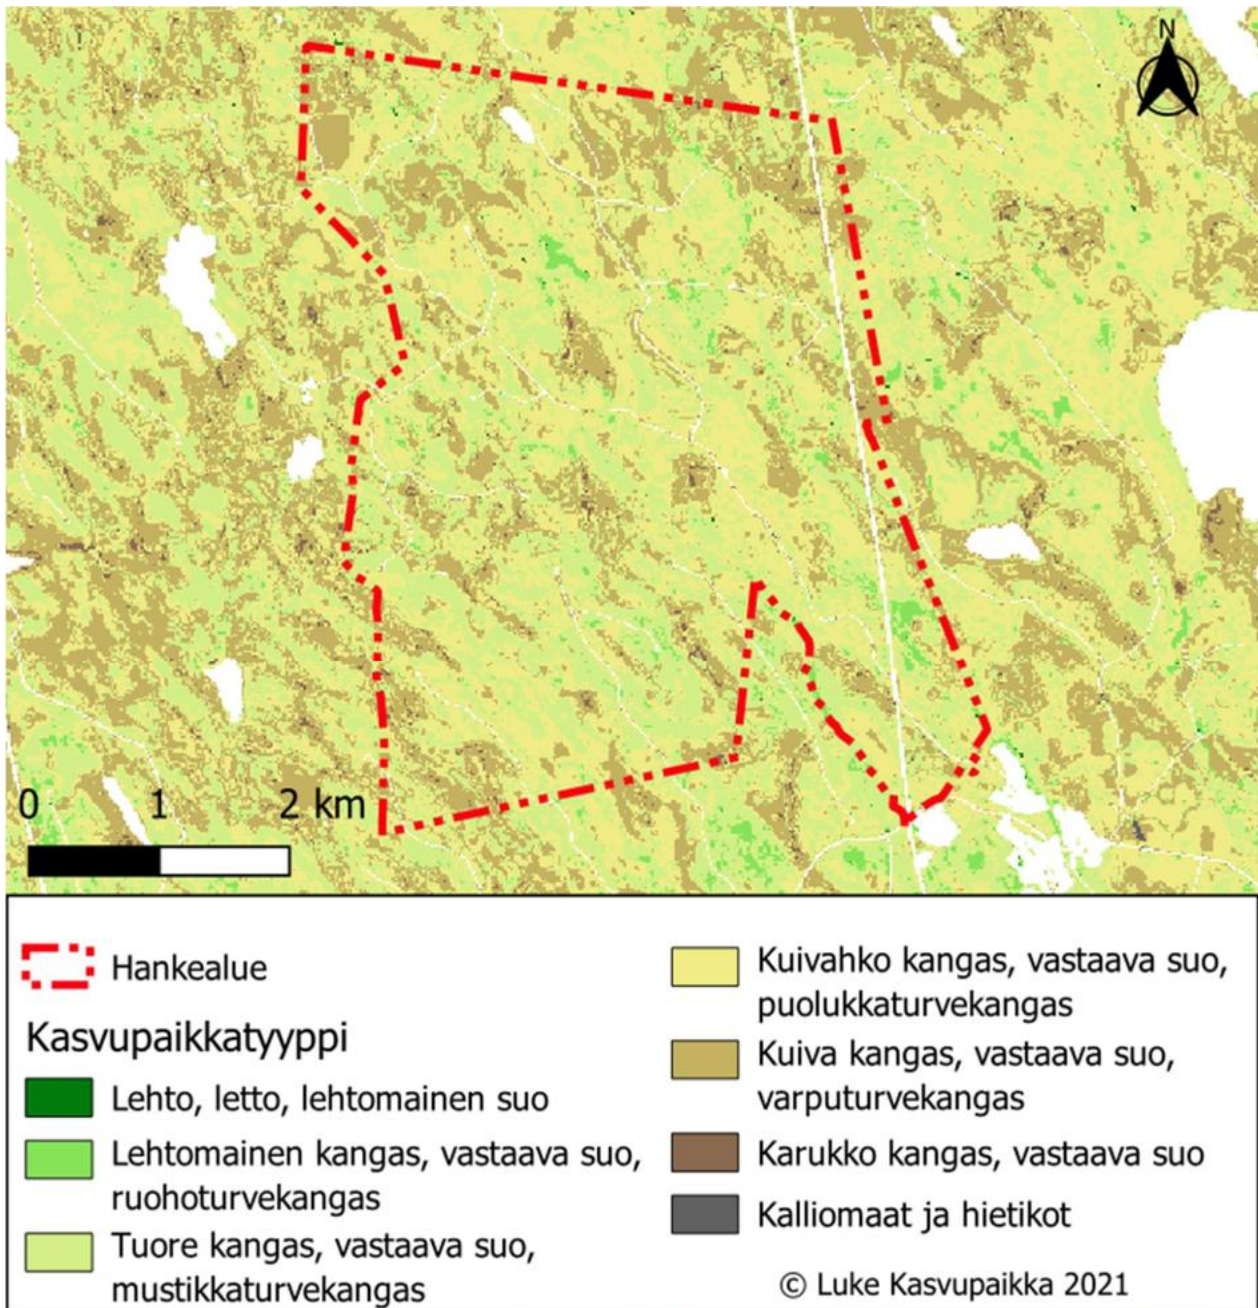 N
0 1 2 km
Hankealue
Kasvupaikkatyyppi
Lehto, letto, lehtomainen suo
Lehtomainen kangas, vastaava suo,
ruohoturvekangas
Tuore kangas, vastaava suo,
mustikkaturvekangas
Kuivahko kangas, vastaava suo,
puolukkaturvekangas
Kuiva kangas, vastaava suo,
varputurvekangas
Karukko kangas, vastaava suo
Kalliomaat ja hietikot
© Luke Kasvupaikka 2021